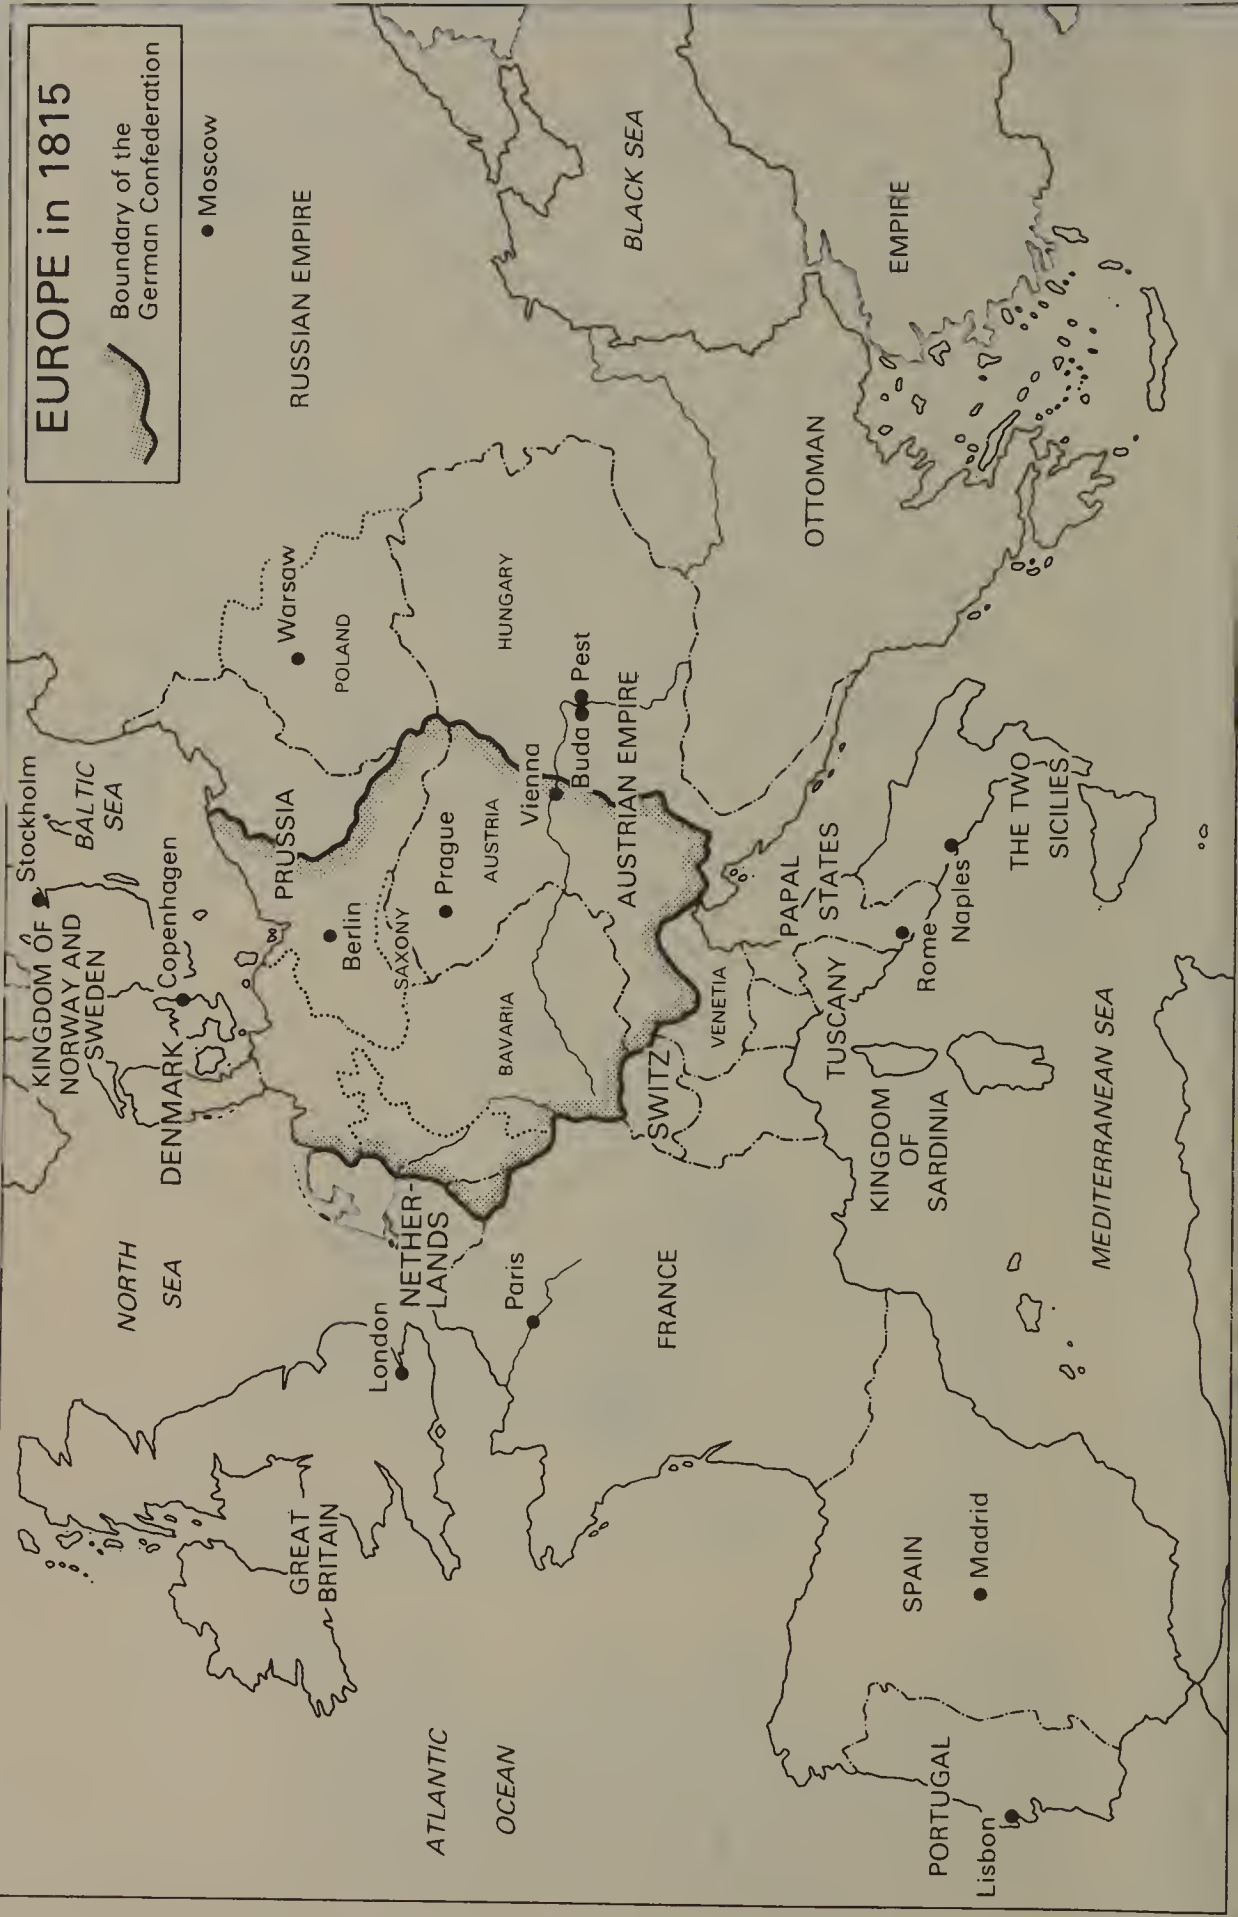 EUROPE in 1815
Boundary of the
German Confederation
Moscow
RUSSIAN EMPIRE
BLACK SEA
EMPIRE
OTTOMAN
Stockholm
KINGDOM OF
NORWAY AND
SWEDEN
BALTIC
SEA
Copenhagen
DENMARK
NORTH
SEA
PRUSSIA
Warsaw
POLAND
HUNGARY
Buda
Pest
Vienna
AUSTRIAN EMPIRE
AUSTRIA
Prague
Berlin
SAXONY
BAVARIA
SWITZ
VENETIA
NETHER-
LANDS
London
GREAT
BRITAIN
Paris
FRANCE
ATLANTIC
OCEAN
PAPAL
STATES
TUSCANY
Rome
Naples
THE TWO
SICILIES
KINGDOM
OF
SARDINIA
MEDITERRANEAN SEA
SPAIN
Madrid
PORTUGAL
Lisbon